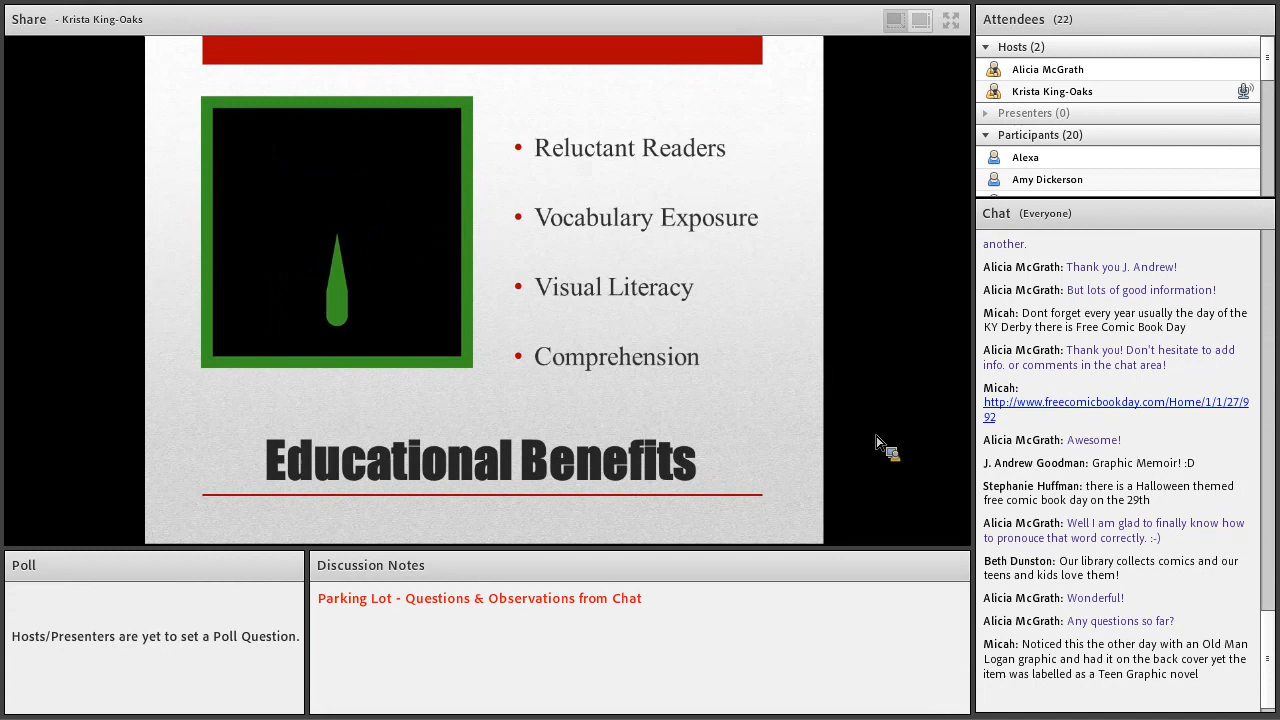 Share - Krista King-Oaks
Reluctant Readers
Vocabulary Exposure
Visual Literacy
Comprehension
Educational Benefits
Poll
Hosts/Presenters are yet to set a Poll Question.
Discussion Notes
Parking Lot - Questions & Observations from Chat
Attendees (22)
Hosts (2)
Alicia McGrath
Krista King-Oaks
Presenters (0)
Participants (20)
Alexa
Amy Dickerson
Chat (Everyone)
another.
Alicia McGrath: Thank you J. Andrew!
Alicia McGrath: But lots of good information!
Micah: Dont forget every year usually the day of the
KY Derby there is Free Comic Book Day
Alicia McGrath: Thank you! Don't hesitate to add
info. or comments in the chat area!
Micah:
http://www.freecomicbookday.com/Home/1/1/27/9
92
Alicia McGrath: Awesome!
J. Andrew Goodman: Graphic Memoir! :D
Stephanie Huffman: there is a Halloween themed
free comic book day on the 29th
Alicia McGrath: Well I am glad to finally know how
to pronouce that word correctly. :-)
Beth Dunston: Our library collects comics and our
teens and kids love them!
Alicia McGrath: Wonderful!
Alicia McGrath: Any questions so far?
Micah: Noticed this the other day with an Old Man
Logan graphic and had it on the back cover yet the
item was labelled as a Teen Graphic novel